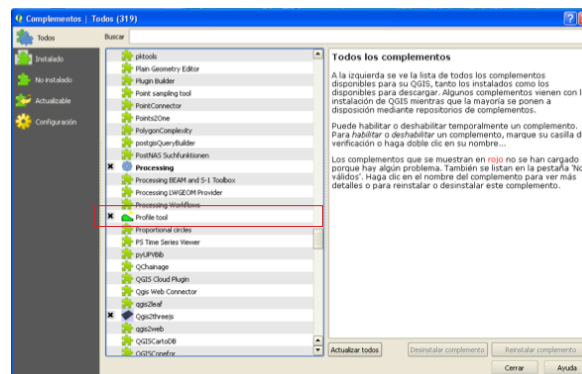 Complementos | Todos (319)
Todos
Buscar
Instalado
No instalado
Actualizable
Configuración
pktools
Plain Geometry Editor
Plugin Builder
Point sampling tool
PointConnector
Points2One
PolygonComplexity
postgisQueryBuilder
PostNAS Suchfunktionen
Processing
Processing BEAM and S-1 Toolbox
Processing LWGEOM Provider
Processing Workflows
Profile tool
Proportional circles
PS Time Series Viewer
pyUPVBib
QChainage
QGIS Cloud Plugin
Qgis Web Connector
qgis2leaf
Qgis2threejs
qgis2web
QGISCartoDB
QGISConefor
Todos los complementos
A la izquierda se ve la lista de todos los complementos
disponibles para su QGIS, tanto los instalados como los
disponibles para descargar. Algunos complementos vienen con l
instalación de QGIS mientras que la mayoría se ponen a
disposición mediante repositorios de complementos.
Puede habilitar o deshabilitar temporalmente un complemento.
Para habilitar o deshabilitar un complemento, marque su casilla d
verificación o haga doble clic en su nombre...
Los complementos que se muestran en rojo no se han cargado
porque hay algún problema. También se listan en la pestaña 'No
válidos'. Haga clic en el nombre del complemento para ver más
detalles o para reinstalar o desinstalar este complemento.
Actualizar todos
Desinstalar complemento
Reinstalar complemento
Cerrar
Ayuda